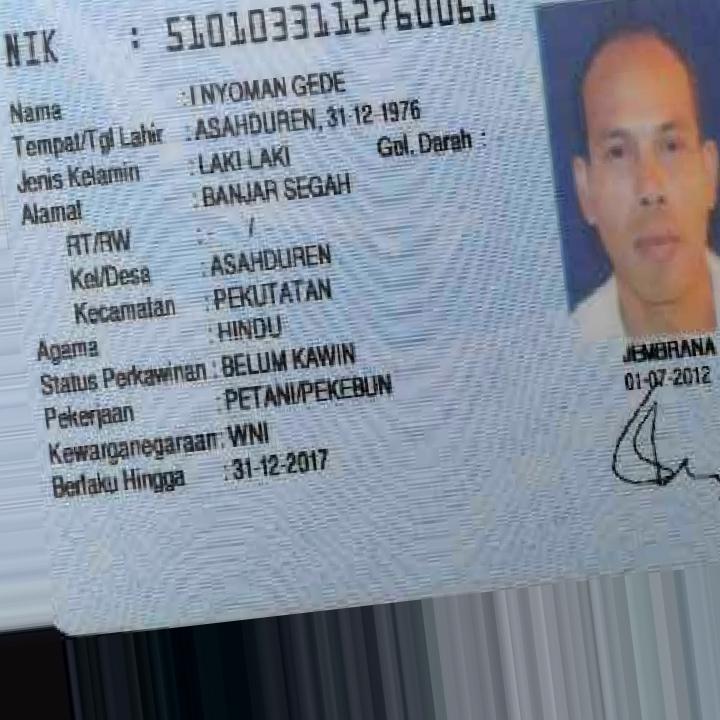 NIK : 5101033112760061
Nama : I NYOMAN GEDE
Tempat/Tgl Lahir : ASAHDUREN, 31-12-1976
Jenis Kelamin : LAKI LAKI Gol. Darah :
Alamat : BANJAR SEGAH
RT/RW : - /
Kel/Desa : ASAHDUREN
Kecamatan : PEKUTATAN
Agama : HINDU
Status Perkawinan : BELUM KAWIN
Pekerjaan : PETANI/PEKEBUN
Kewarganegaraan : WNI
Berlaku Hingga : 31-12-2017
JEMBRANA
01-07-2012